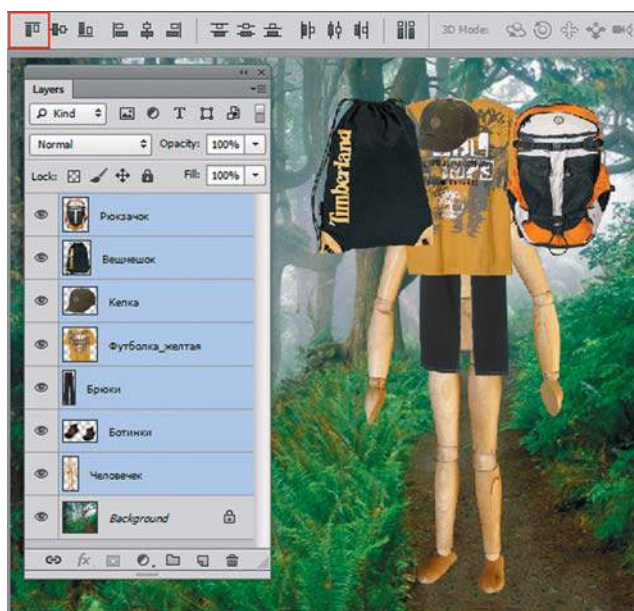 3D Mode:
Layers
Kind
Normal
Opacity: 100%
Lock:
Fill: 100%
Рюкзачок
Вещмешок
Кепка
Футболка_желтая
Брюки
Ботинки
Человечек
Background
fx
Timberland